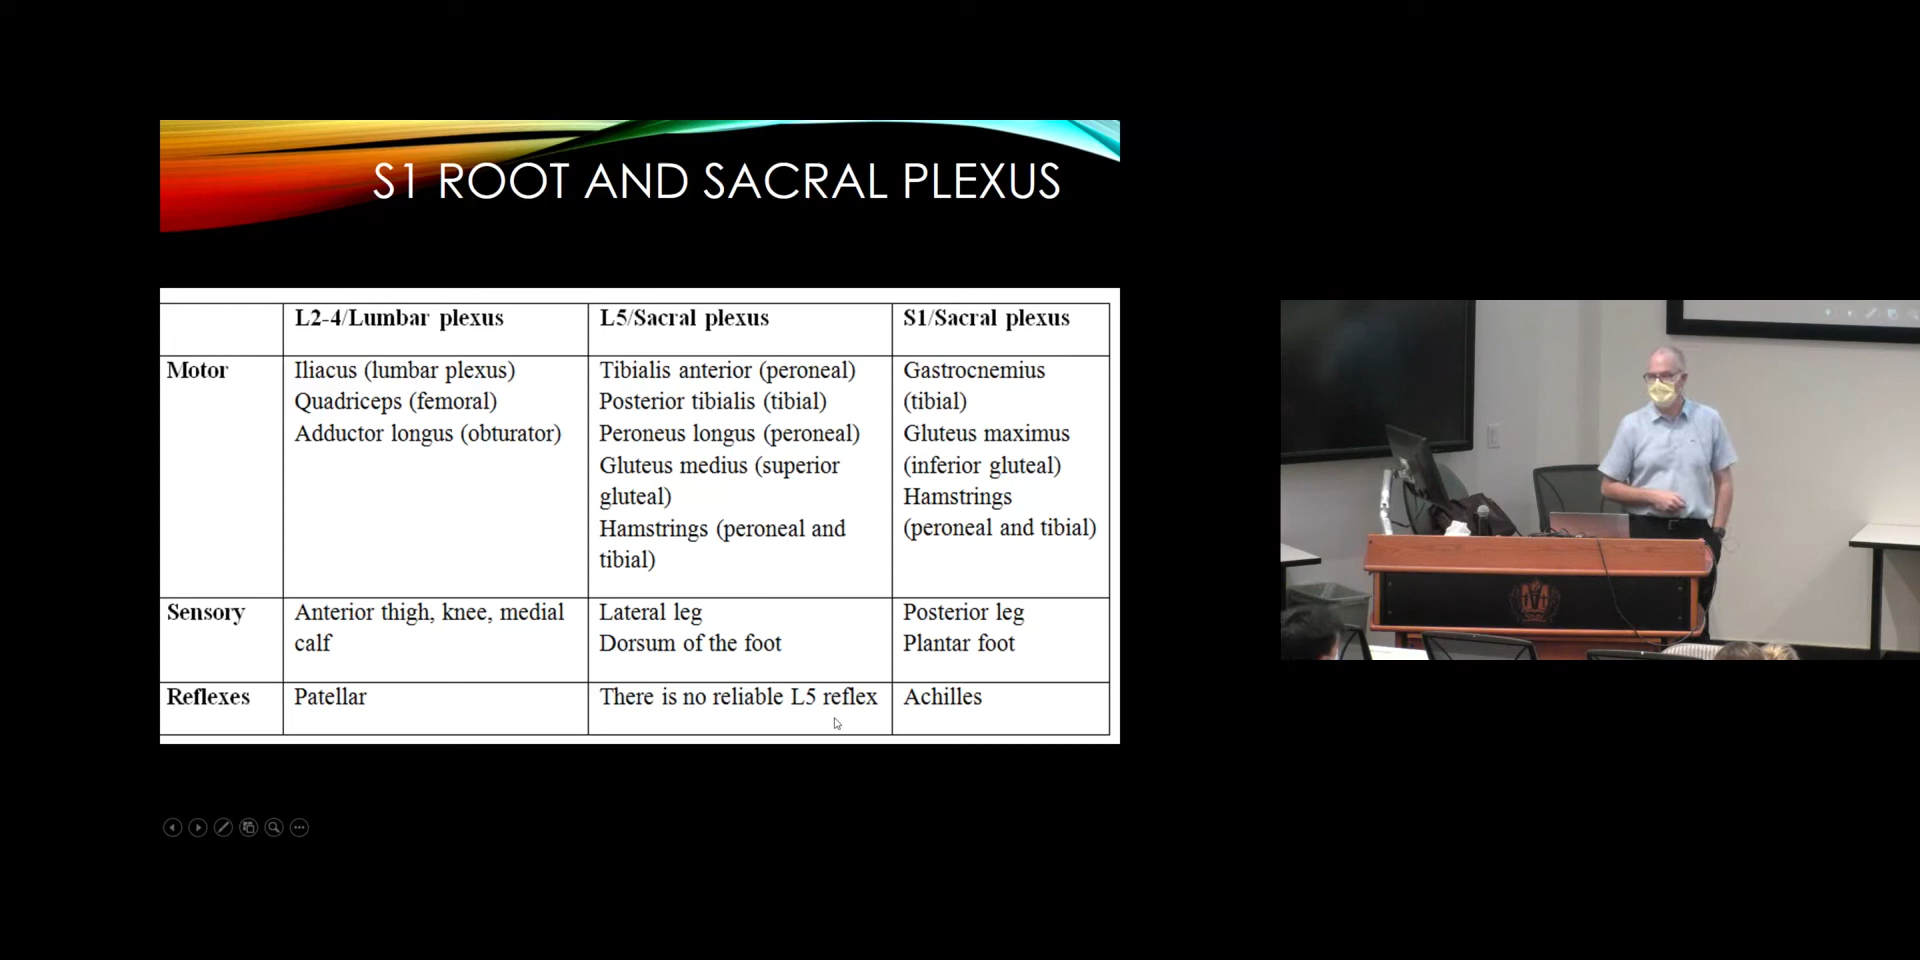 S1 ROOT AND SACRAL PLEXUS
L2-4/Lumbar plexus
L5/Sacral plexus
S1/Sacral plexus
Motor
Iliacus (lumbar plexus)
Quadriceps (femoral)
Adductor longus (obturator)
Tibialis anterior (peroneal)
Posterior tibialis (tibial)
Peroneus longus (peroneal)
Gluteus medius (superior
gluteal)
Hamstrings (peroneal and
tibial)
Gastrocnemius
(tibial)
Gluteus maximus
(inferior gluteal)
Hamstrings
(peroneal and tibial)
Sensory
Anterior thigh, knee, medial
calf
Lateral leg
Dorsum of the foot
Posterior leg
Plantar foot
Reflexes
Patellar
There is no reliable L5 reflex
Achilles